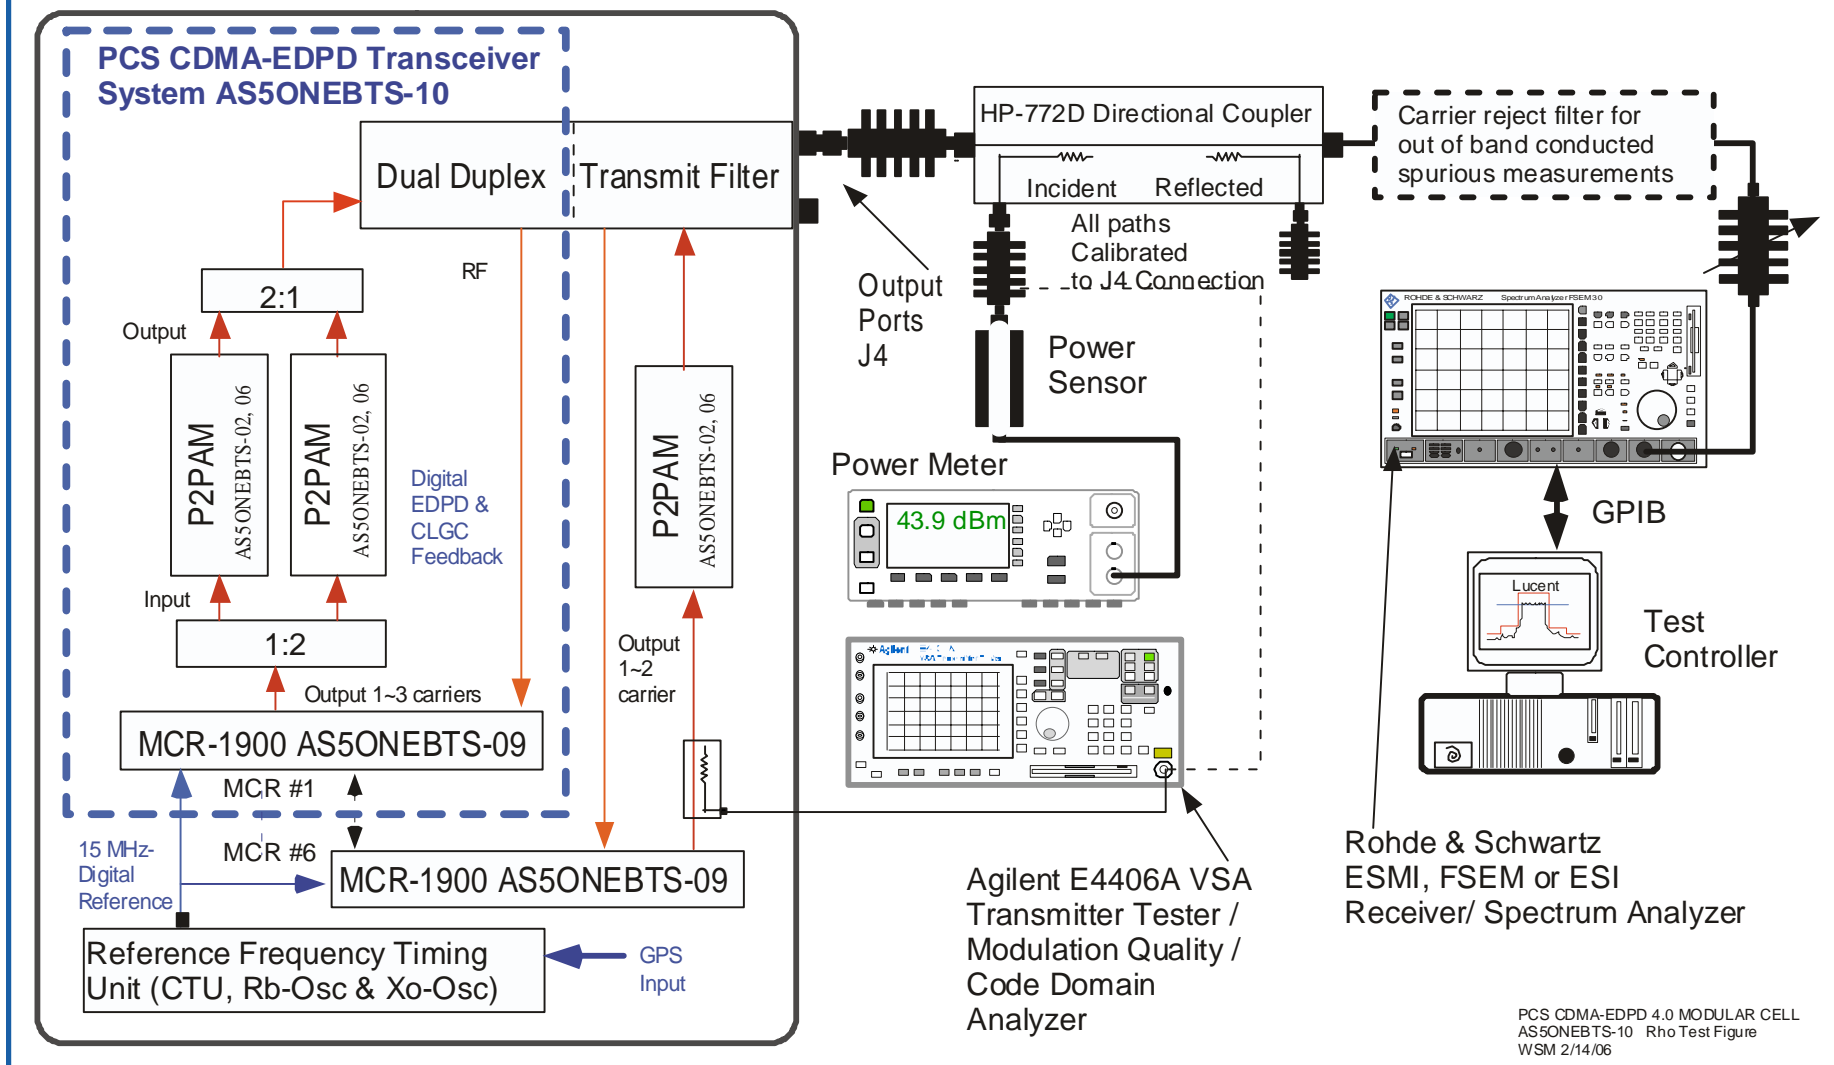 PCS CDMA-EDPD Transceiver
System AS5ONEBTS-10
Dual Duplex
Transmit Filter
RF
2:1
Output
P2PAM
AS5ONEBTS-02, 06
P2PAM
AS5ONEBTS-02, 06
Digital
EDPD &
CLGC
Feedback
P2PAM
AS5ONEBTS-02, 06
Input
1:2
Output 1~3 carriers
Output
1~2
carrier
MCR-1900 AS5ONEBTS-09
MCR #1
MCR #6
15 MHz-
Digital
Reference
MCR-1900 AS5ONEBTS-09
Reference Frequency Timing
Unit (CTU, Rb-Osc & Xo-Osc)
GPS
Input
Output
Ports
J4
HP-772D Directional Coupler
Incident
Reflected
All paths
Calibrated
to J4 Connection
Carrier reject filter for
out of band conducted
spurious measurements
Power
Sensor
Power Meter
43.9 dBm
Agilent
ROHDE & SCHWARZ Spectrum Analyzer FSEM 30
GPIB
Lucent
Test
Controller
Agilent E4406A VSA
Transmitter Tester /
Modulation Quality /
Code Domain
Analyzer
Rohde & Schwartz
ESMI, FSEM or ESI
Receiver/ Spectrum Analyzer
PCS CDMA-EDPD 4.0 MODULAR CELL
AS5ONEBTS-10 Rho Test Figure
WSM 2/14/06